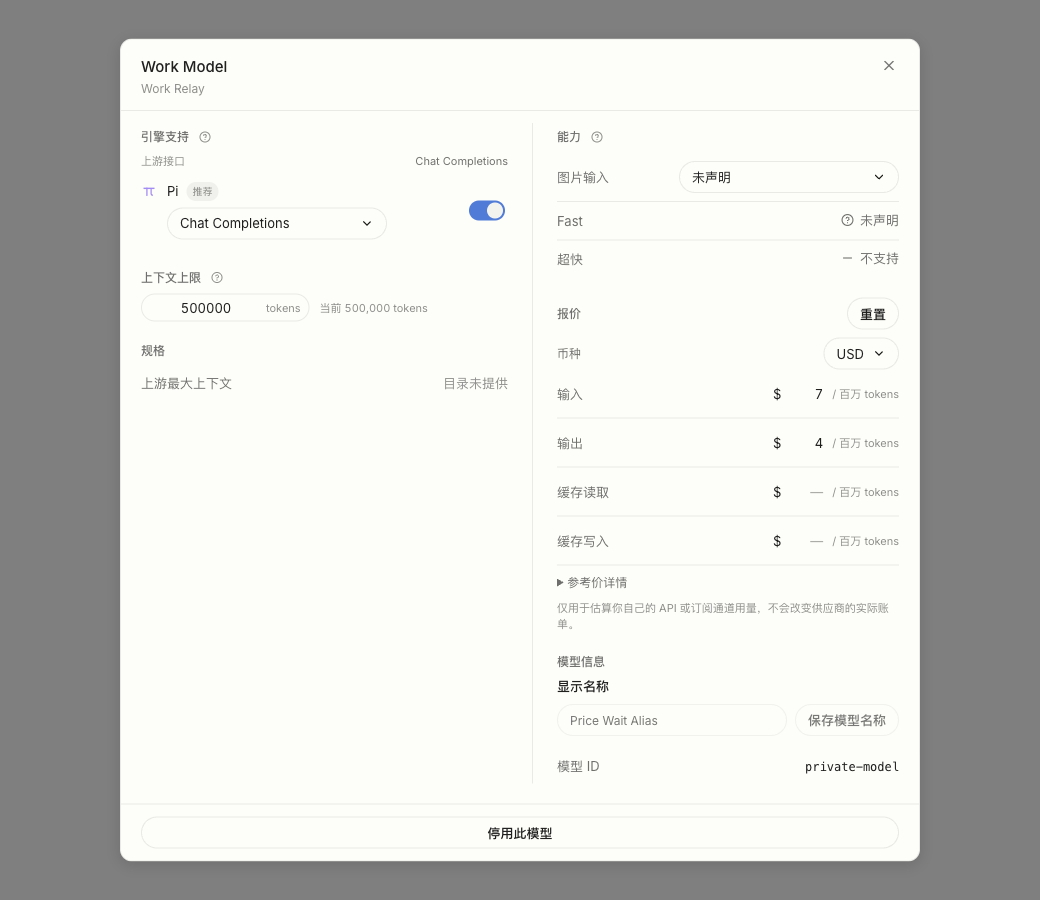 Work Model
Work Relay
引擎支持
上游接口
Chat Completions
Pi 推荐
Chat Completions
上下文上限
500000 tokens 当前 500,000 tokens
规格
上游最大上下文 目录未提供
能力
图片输入 未声明
Fast 未声明
超快 不支持
报价 重置
币种 USD
输入 $ 7 / 百万 tokens
输出 $ 4 / 百万 tokens
缓存读取 $ — / 百万 tokens
缓存写入 $ — / 百万 tokens
参考价详情
仅用于估算你自己的 API 或订阅通道用量，不会改变供应商的实际账
单。
模型信息
显示名称
Price Wait Alias 保存模型名称
模型 ID private-model
停用此模型